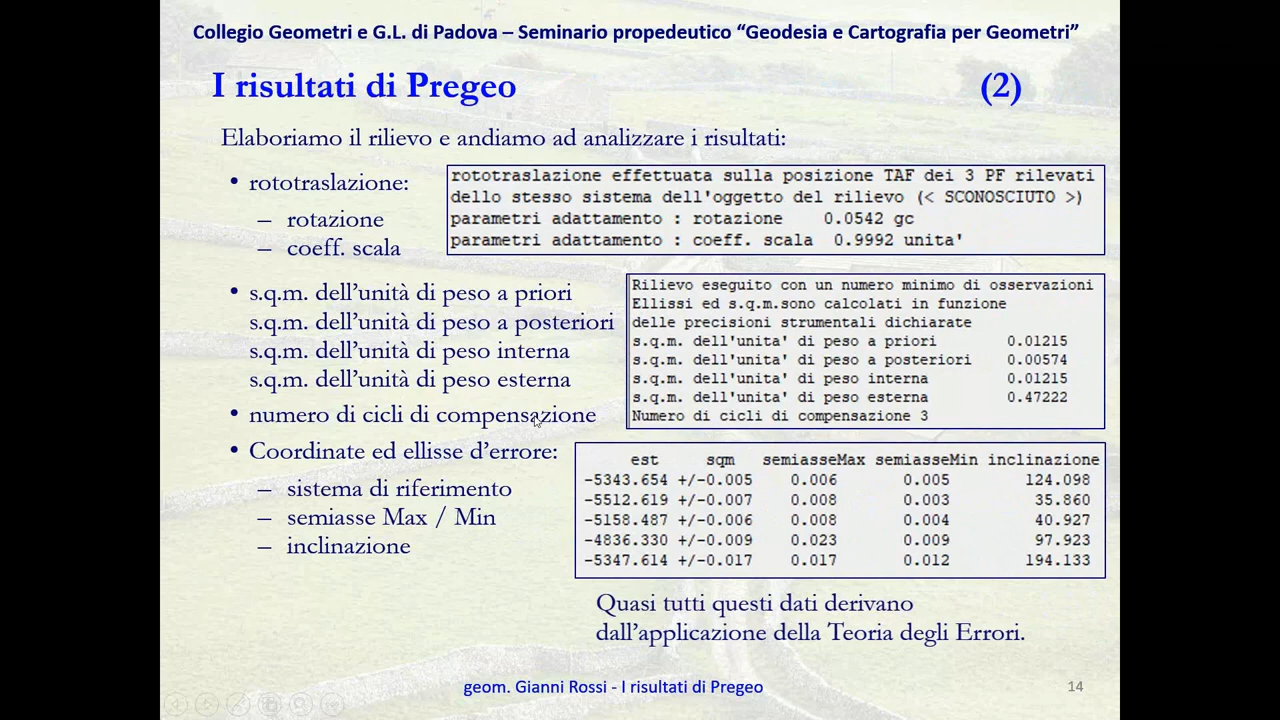 Collegio Geometri e G.L. di Padova – Seminario propedeutico “Geodesia e Cartografia per Geometri”
I risultati di Pregeo (2)
Elaboriamo il rilievo e andiamo ad analizzare i risultati:
• rototraslazione:
– rotazione
– coeff. scala
rototraslazione effettuata sulla posizione TAF dei 3 PF rilevati
dello stesso sistema dell'oggetto del rilievo (< SCONOSCIUTO >)
parametri adattamento : rotazione 0.0542 gc
parametri adattamento : coeff. scala 0.9992 unita'
• s.q.m. dell’unità di peso a priori
s.q.m. dell’unità di peso a posteriori
s.q.m. dell’unità di peso interna
s.q.m. dell’unità di peso esterna
• numero di cicli di compensazione
Rilievo eseguito con un numero minimo di osservazioni
Ellissi ed s.q.m.sono calcolati in funzione
delle precisioni strumentali dichiarate
s.q.m. dell'unita' di peso a priori 0.01215
s.q.m. dell'unita' di peso a posteriori 0.00574
s.q.m. dell'unita' di peso interna 0.01215
s.q.m. dell'unita' di peso esterna 0.47222
Numero di cicli di compensazione 3
• Coordinate ed ellisse d’errore:
– sistema di riferimento
– semiasse Max / Min
– inclinazione
est sqm semiasseMax semiasseMin inclinazione
-5343.654 +/-0.005 0.006 0.005 124.098
-5512.619 +/-0.007 0.008 0.003 35.860
-5158.487 +/-0.006 0.008 0.004 40.927
-4836.330 +/-0.009 0.023 0.009 97.923
-5347.614 +/-0.017 0.017 0.012 194.133
Quasi tutti questi dati derivano
dall’applicazione della Teoria degli Errori.
geom. Gianni Rossi - I risultati di Pregeo
14